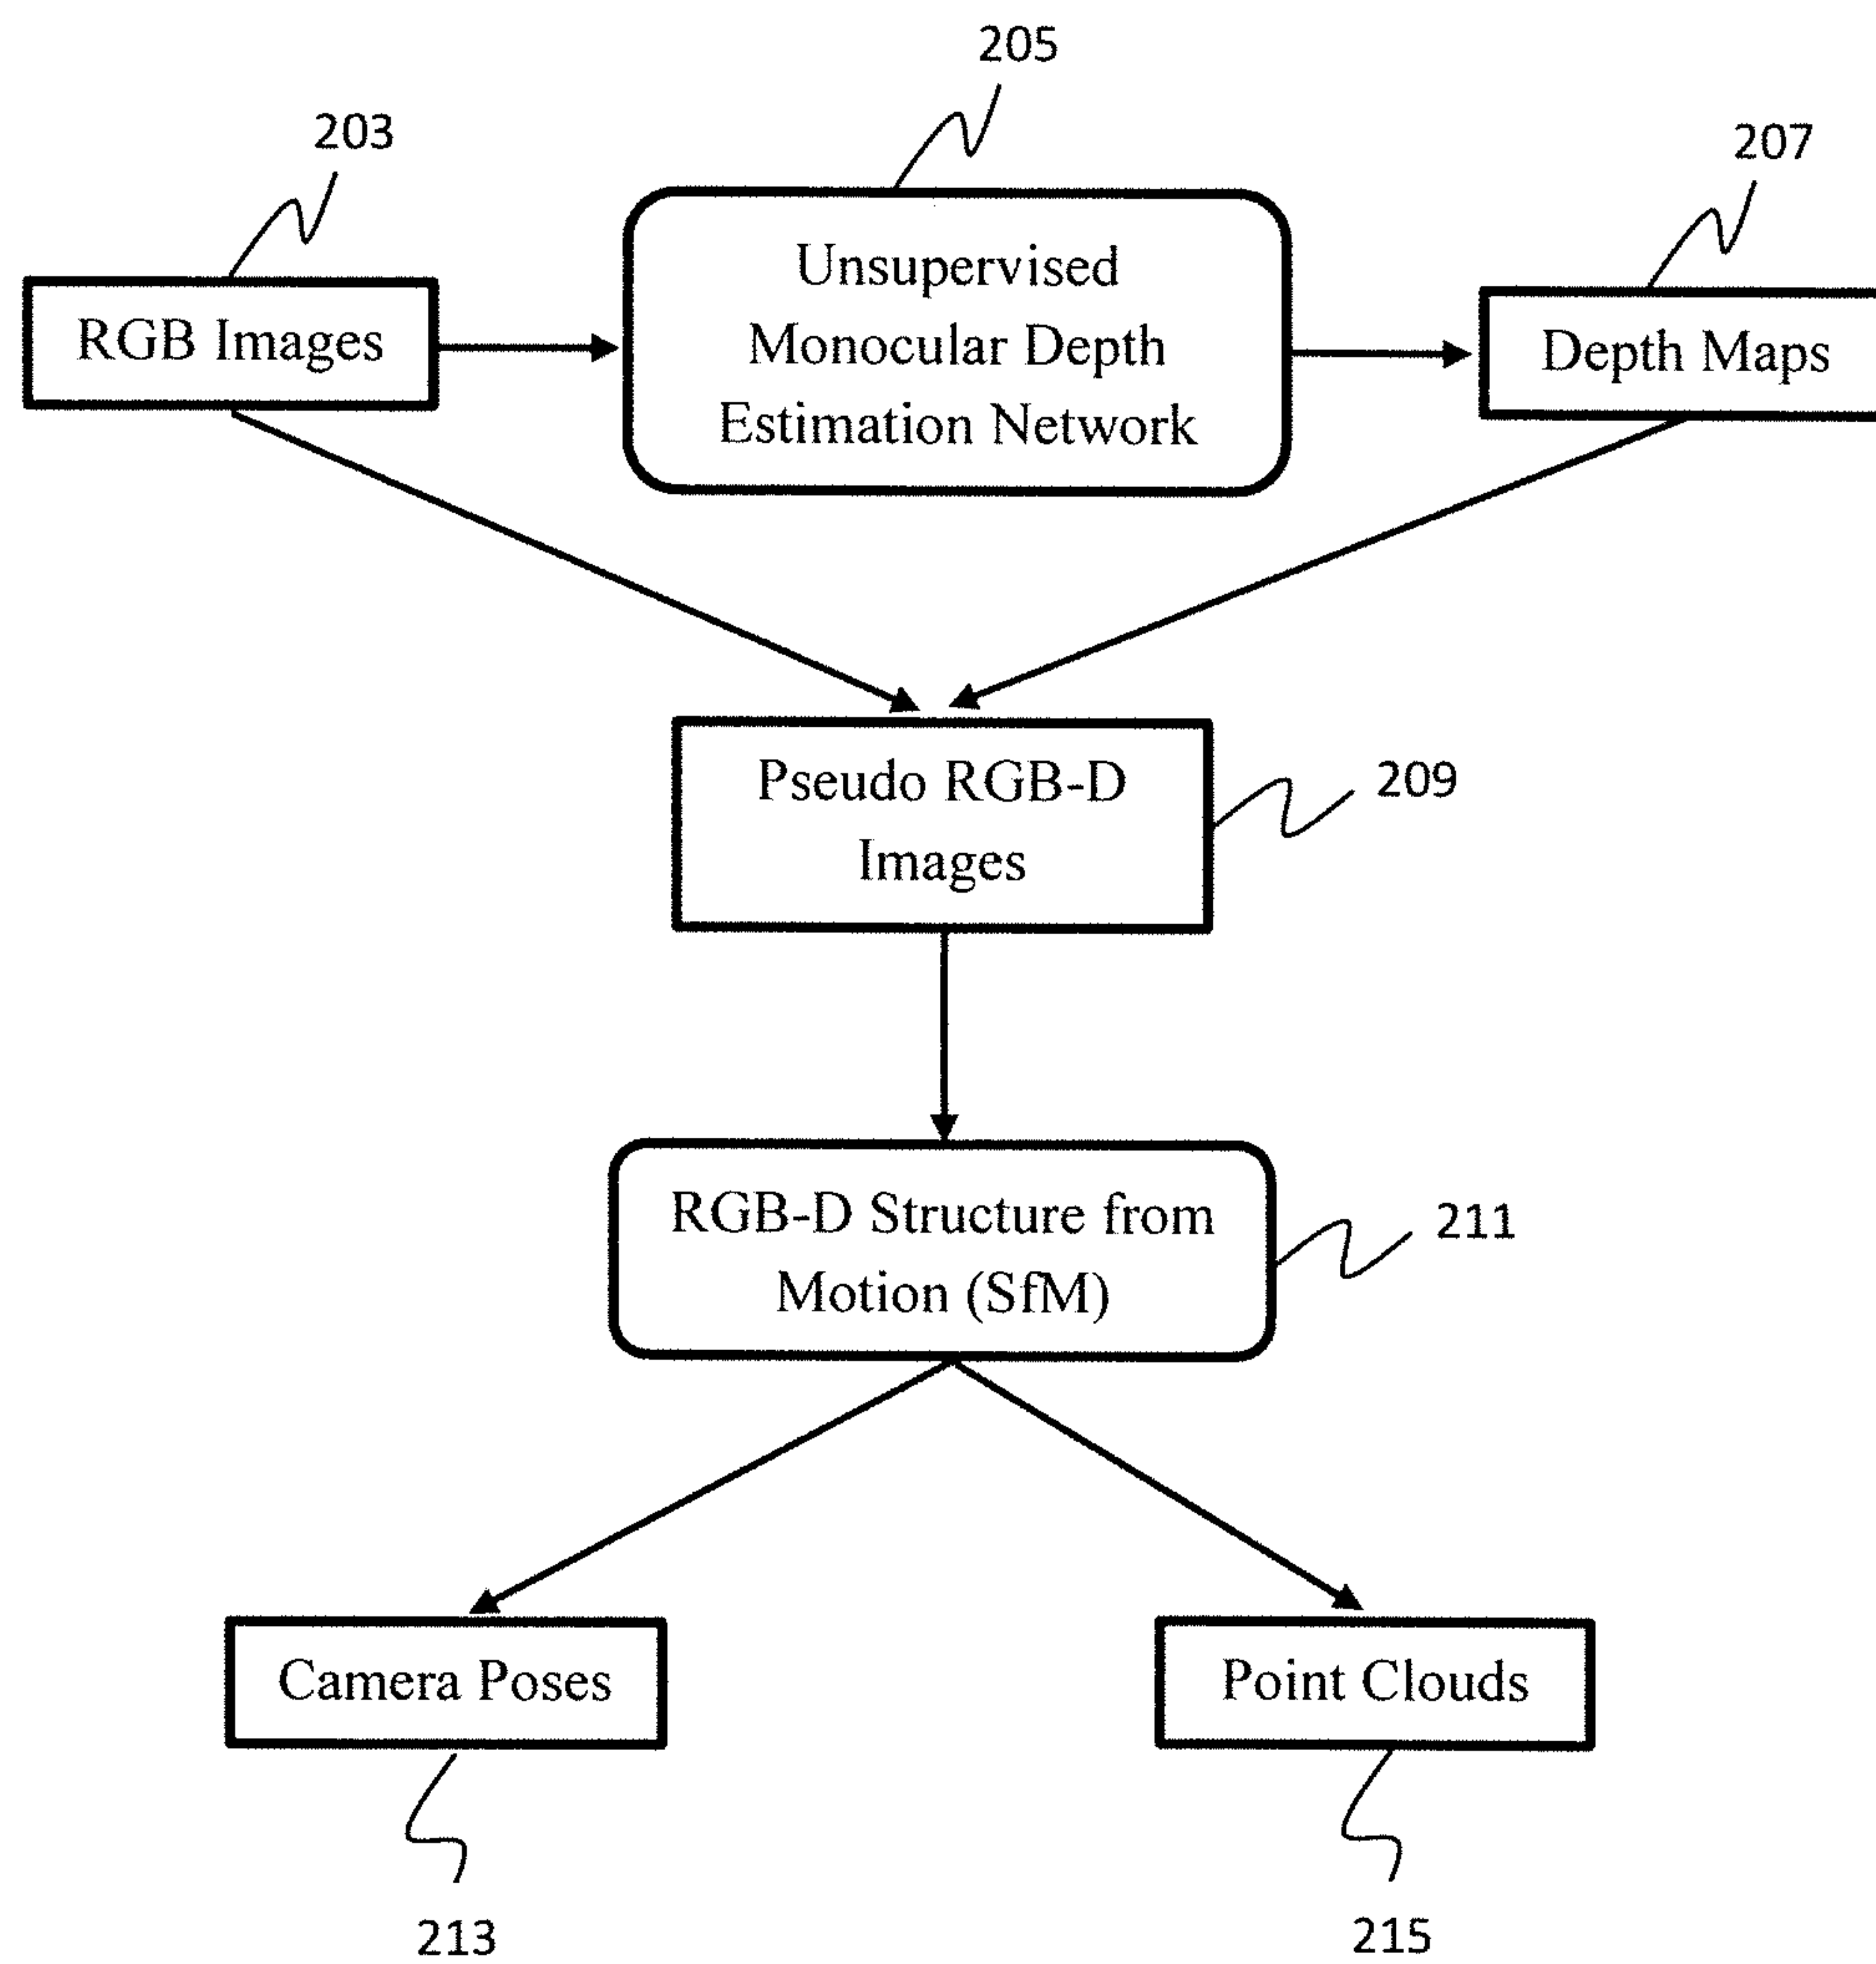 205
203
207
RGB Images
Unsupervised
Monocular Depth
Estimation Network
Depth Maps
Pseudo RGB-D
Images
209
RGB-D Structure from
Motion (SfM)
211
Camera Poses
Point Clouds
213
215